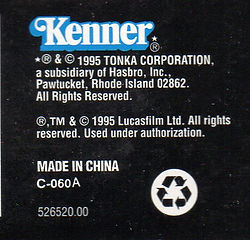 Kenner®
*® & © 1995 TONKA CORPORATION,
a subsidiary of Hasbro, Inc.,
Pawtucket, Rhode Island 02862.
All Rights Reserved.
®,TM & © 1995 Lucasfilm Ltd. All rights
reserved. Used under authorization.
MADE IN CHINA
C-060A
526520.00